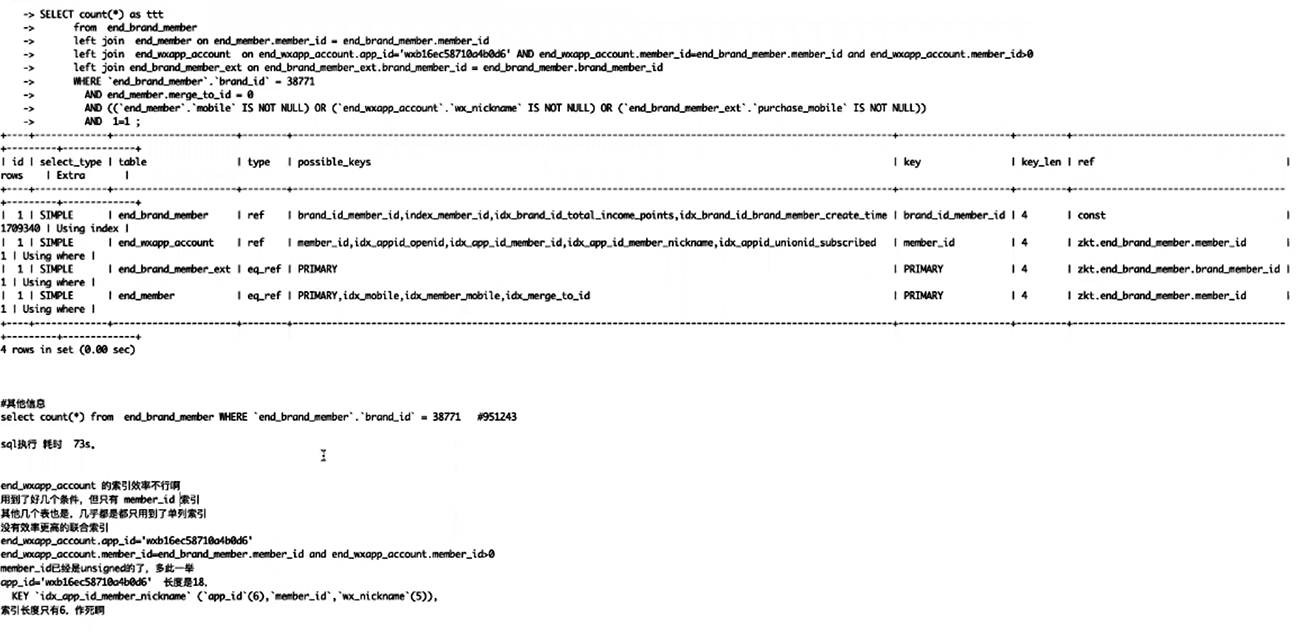 -> SELECT count(*) as ttt
-> from end_brand_member
-> left join end_member on end_member.member_id = end_brand_member.member_id
-> left join end_wxapp_account on end_wxapp_account.app_id='wxb16ec58710a4b0d6' AND end_wxapp_account.member_id=end_brand_member.member_id and end_wxapp_account.member_id>0
-> left join end_brand_member_ext on end_brand_member_ext.brand_member_id = end_brand_member.brand_member_id
-> WHERE `end_brand_member`.`brand_id` = 38771
-> AND end_member.merge_to_id = 0
-> AND ((`end_member`.`mobile` IS NOT NULL) OR (`end_wxapp_account`.`wx_nickname` IS NOT NULL) OR (`end_brand_member_ext`.`purchase_mobile` IS NOT NULL))
-> AND 1=1 ;
| id | select_type | table | type | possible_keys | key | key_len | ref |
rows | Extra |
| 1 | SIMPLE | end_brand_member | ref | brand_id_member_id,index_member_id,idx_brand_id_total_income_points,idx_brand_id_brand_member_create_time | brand_id_member_id | 4 | const |
1709340 | Using index |
| 1 | SIMPLE | end_wxapp_account | ref | member_id,idx_appid_openid,idx_app_id_member_id,idx_app_id_member_nickname,idx_appid_unionid_subscribed | member_id | 4 | zkt.end_brand_member.member_id |
1 | Using where |
| 1 | SIMPLE | end_brand_member_ext | eq_ref | PRIMARY | PRIMARY | 4 | zkt.end_brand_member.brand_member_id |
1 | Using where |
| 1 | SIMPLE | end_member | eq_ref | PRIMARY,idx_mobile,idx_member_mobile,idx_merge_to_id | PRIMARY | 4 | zkt.end_brand_member.member_id |
1 | Using where |
4 rows in set (0.00 sec)
#其他信息
select count(*) from end_brand_member WHERE `end_brand_member`.`brand_id` = 38771 #951243
sql执行 耗时 73s。
end_wxapp_account 的索引效率不行啊
用到了好几个条件，但只有 member_id 索引
其他几个表也是，几乎都是都只用到了单列索引
没有效率更高的联合索引
end_wxapp_account.app_id='wxb16ec58710a4b0d6'
end_wxapp_account.member_id=end_brand_member.member_id and end_wxapp_account.member_id>0
member_id已经是unsigned的了，多此一举
app_id='wxb16ec58710a4b0d6' 长度是18，
KEY `idx_app_id_member_nickname` (`app_id`(6),`member_id`,`wx_nickname`(5)),
索引长度只有6，作死啊